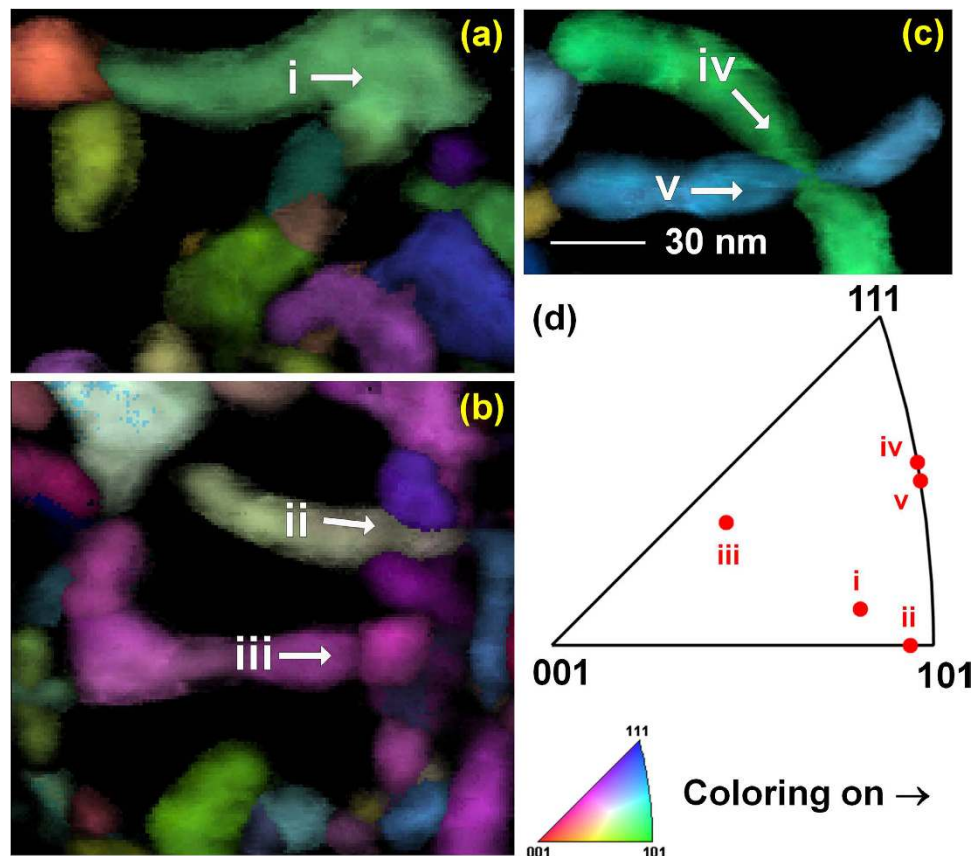 (a)
i →
(c)
iv
v →
30 nm
(b)
ii →
iii →
(d)
111
iv
v
iii
i
ii
001
101
111
001
101
Coloring on →